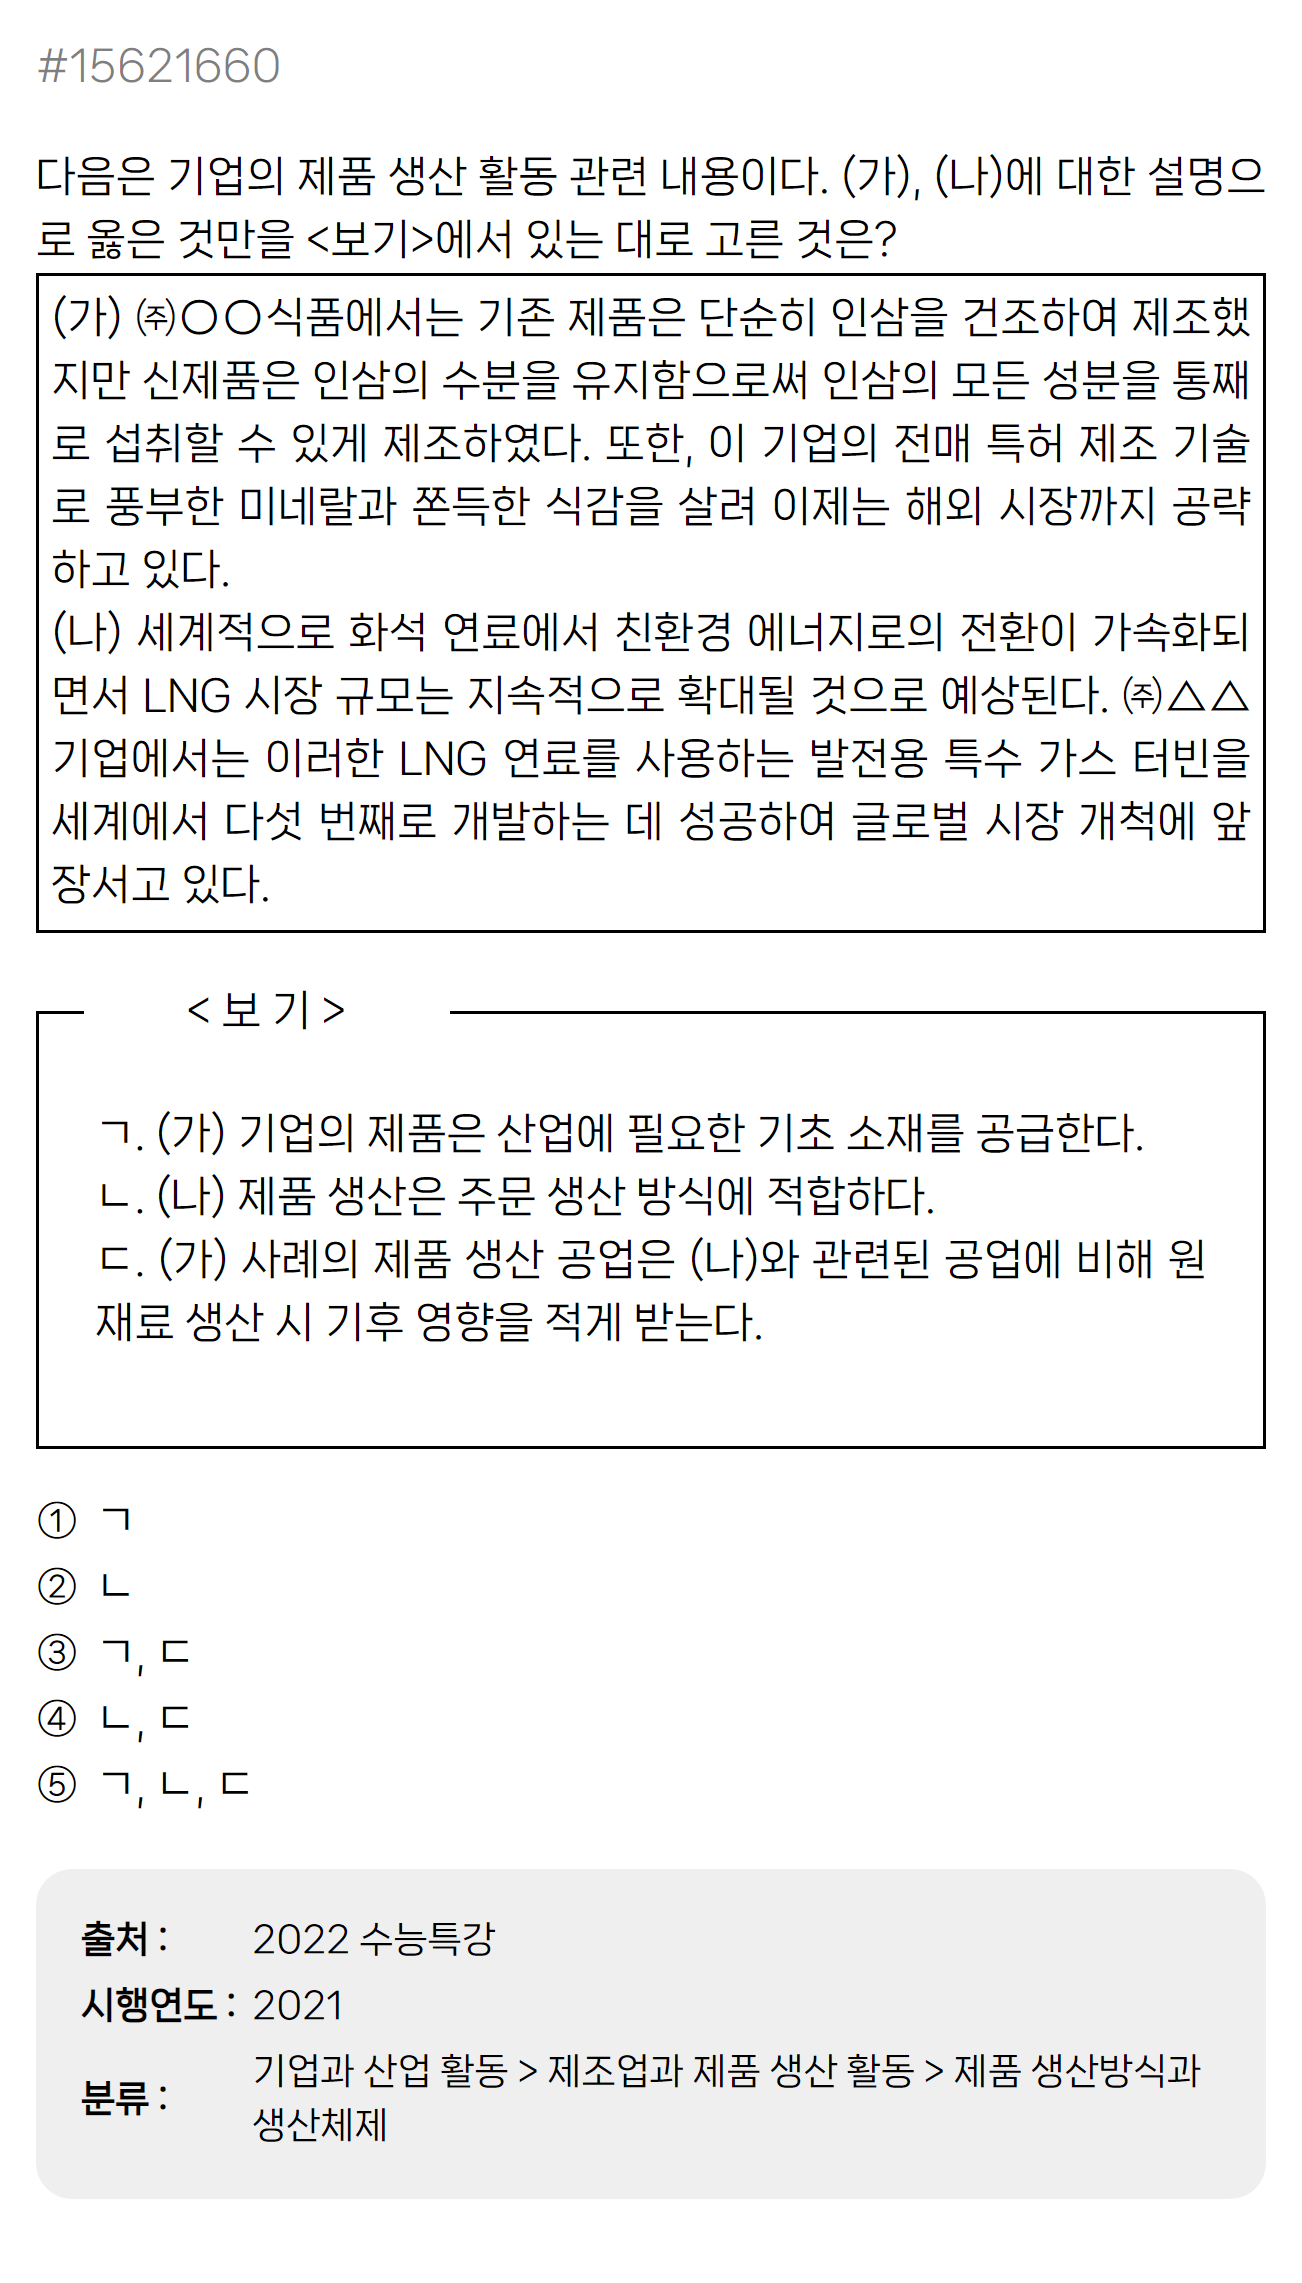 #15621660
다음은 기업의 제품 생산 활동 관련 내용이다. (가), (나)에 대한 설명으
로 옳은 것만을 <보기>에서 있는 대로 고른 것은?
(가) ㈜○○식품에서는 기존 제품은 단순히 인삼을 건조하여 제조했
지만 신제품은 인삼의 수분을 유지함으로써 인삼의 모든 성분을 통째
로 섭취할 수 있게 제조하였다. 또한, 이 기업의 전매 특허 제조 기술
로 풍부한 미네랄과 쫀득한 식감을 살려 이제는 해외 시장까지 공략
하고 있다.
(나) 세계적으로 화석 연료에서 친환경 에너지로의 전환이 가속화되
면서 LNG 시장 규모는 지속적으로 확대될 것으로 예상된다. ㈜△△
기업에서는 이러한 LNG 연료를 사용하는 발전용 특수 가스 터빈을
세계에서 다섯 번째로 개발하는 데 성공하여 글로벌 시장 개척에 앞
장서고 있다.
< 보 기 >
ㄱ. (가) 기업의 제품은 산업에 필요한 기초 소재를 공급한다.
ㄴ. (나) 제품 생산은 주문 생산 방식에 적합하다.
ㄷ. (가) 사례의 제품 생산 공업은 (나)와 관련된 공업에 비해 원
재료 생산 시 기후 영향을 적게 받는다.
① ㄱ
② ㄴ
③ ㄱ, ㄷ
④ ㄴ, ㄷ
⑤ ㄱ, ㄴ, ㄷ
출처 : 2022 수능특강
시행연도 : 2021
분류 : 기업과 산업 활동 > 제조업과 제품 생산 활동 > 제품 생산방식과
생산체제